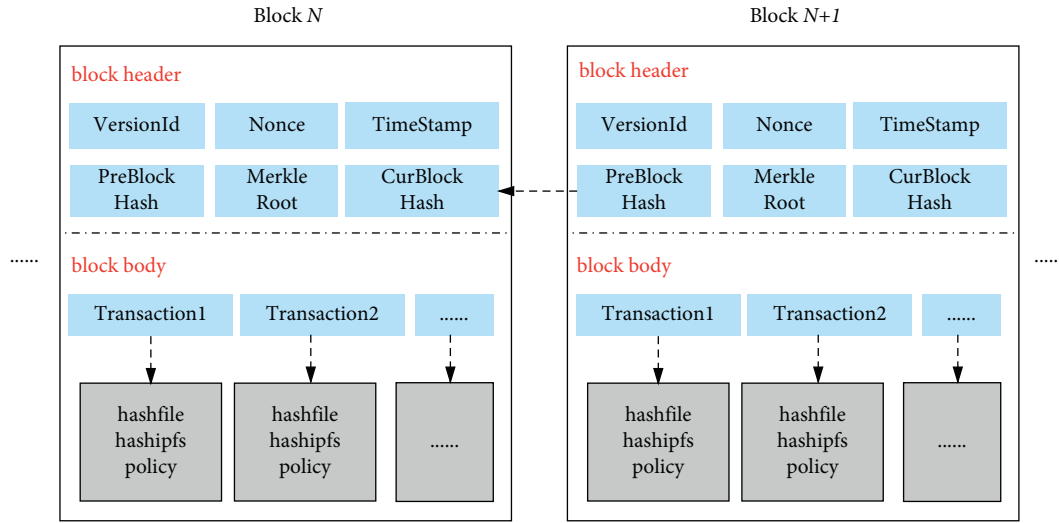 Block N
Block N+1
block header
VersionId
Nonce
TimeStamp
PreBlock
Hash
Merkle
Root
CurBlock
Hash
block body
Transaction1
Transaction2
......
hashfile
hashipfs
policy
hashfile
hashipfs
policy
......
block header
VersionId
Nonce
TimeStamp
PreBlock
Hash
Merkle
Root
CurBlock
Hash
block body
Transaction1
Transaction2
......
hashfile
hashipfs
policy
hashfile
hashipfs
policy
......
......
......